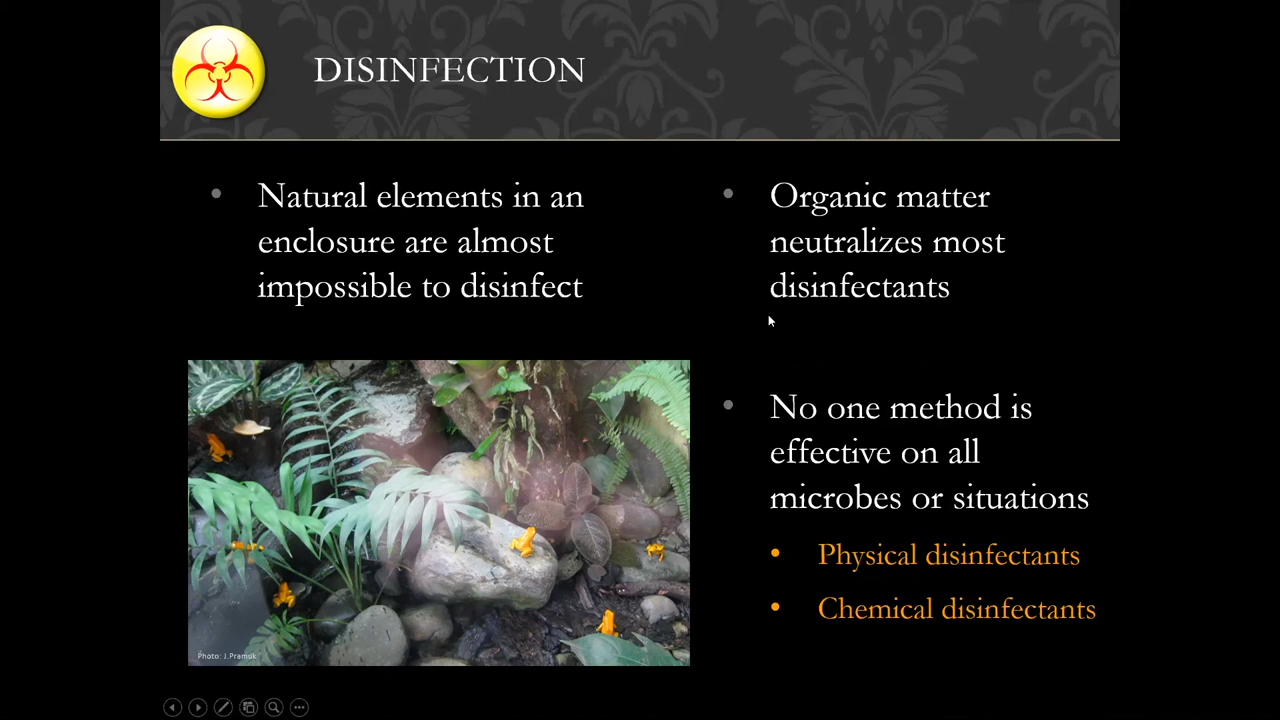 DISINFECTION
• Natural elements in an
enclosure are almost
impossible to disinfect
• Organic matter
neutralizes most
disinfectants
• No one method is
effective on all
microbes or situations
• Physical disinfectants
• Chemical disinfectants
Photo: J.Pramuk